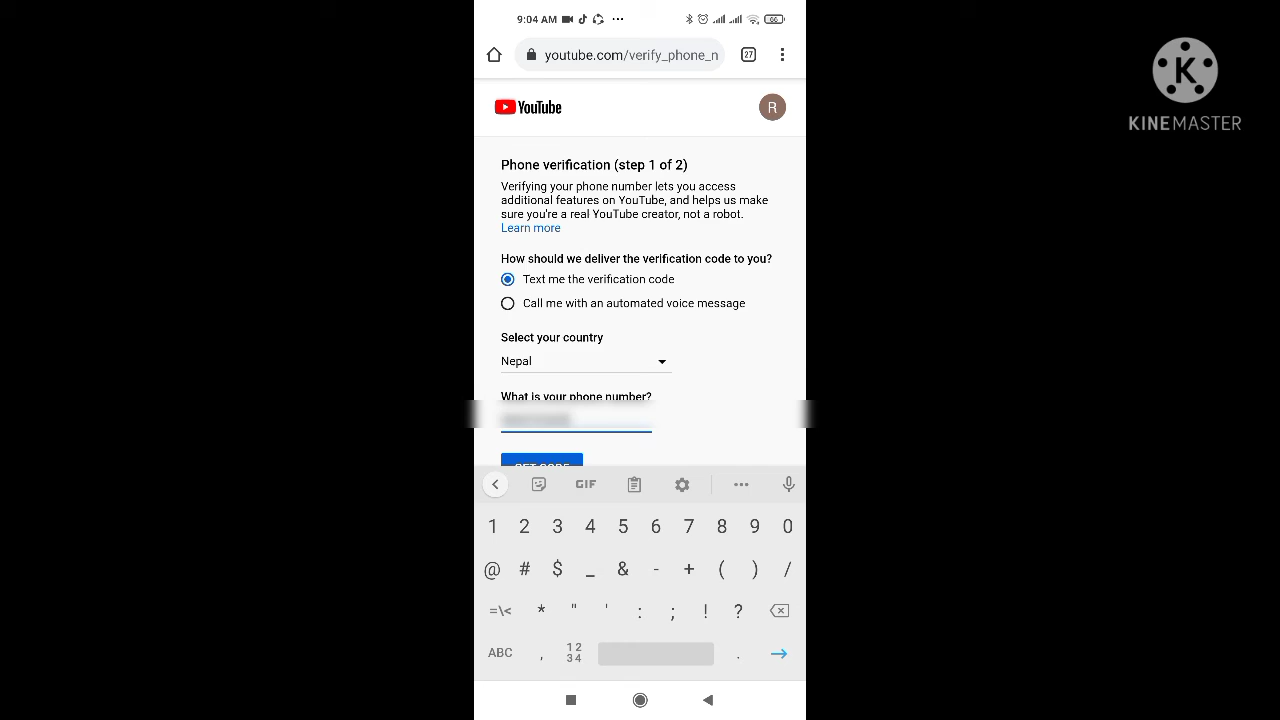 9:04 AM
66
youtube.com/verify_phone_n
27
YouTube
R
K
KINEMASTER
Phone verification (step 1 of 2)
Verifying your phone number lets you access
additional features on YouTube, and helps us make
sure you're a real YouTube creator, not a robot.
Learn more
How should we deliver the verification code to you?
Text me the verification code
Call me with an automated voice message
Select your country
Nepal
What is your phone number?
GET CODE
GIF
1 2 3 4 5 6 7 8 9 0
@ # $ _ & - + ( ) /
=\< * " ' : ; ! ?
ABC , 12 34 .